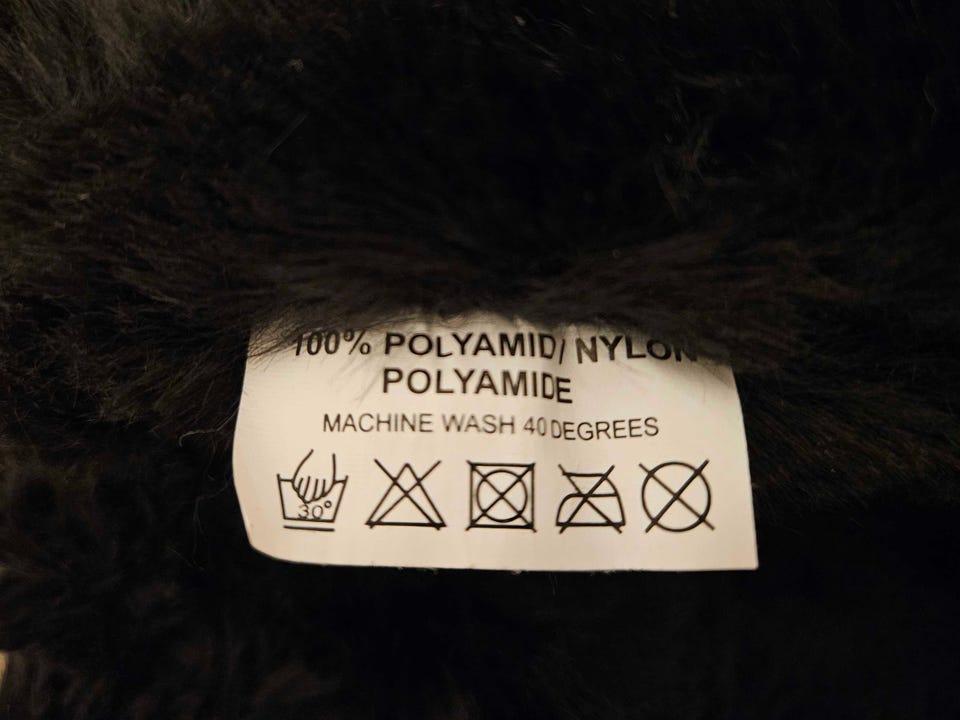 100% POLYAMID/ NYLON
POLYAMIDE
MACHINE WASH 40 DEGREES
30°